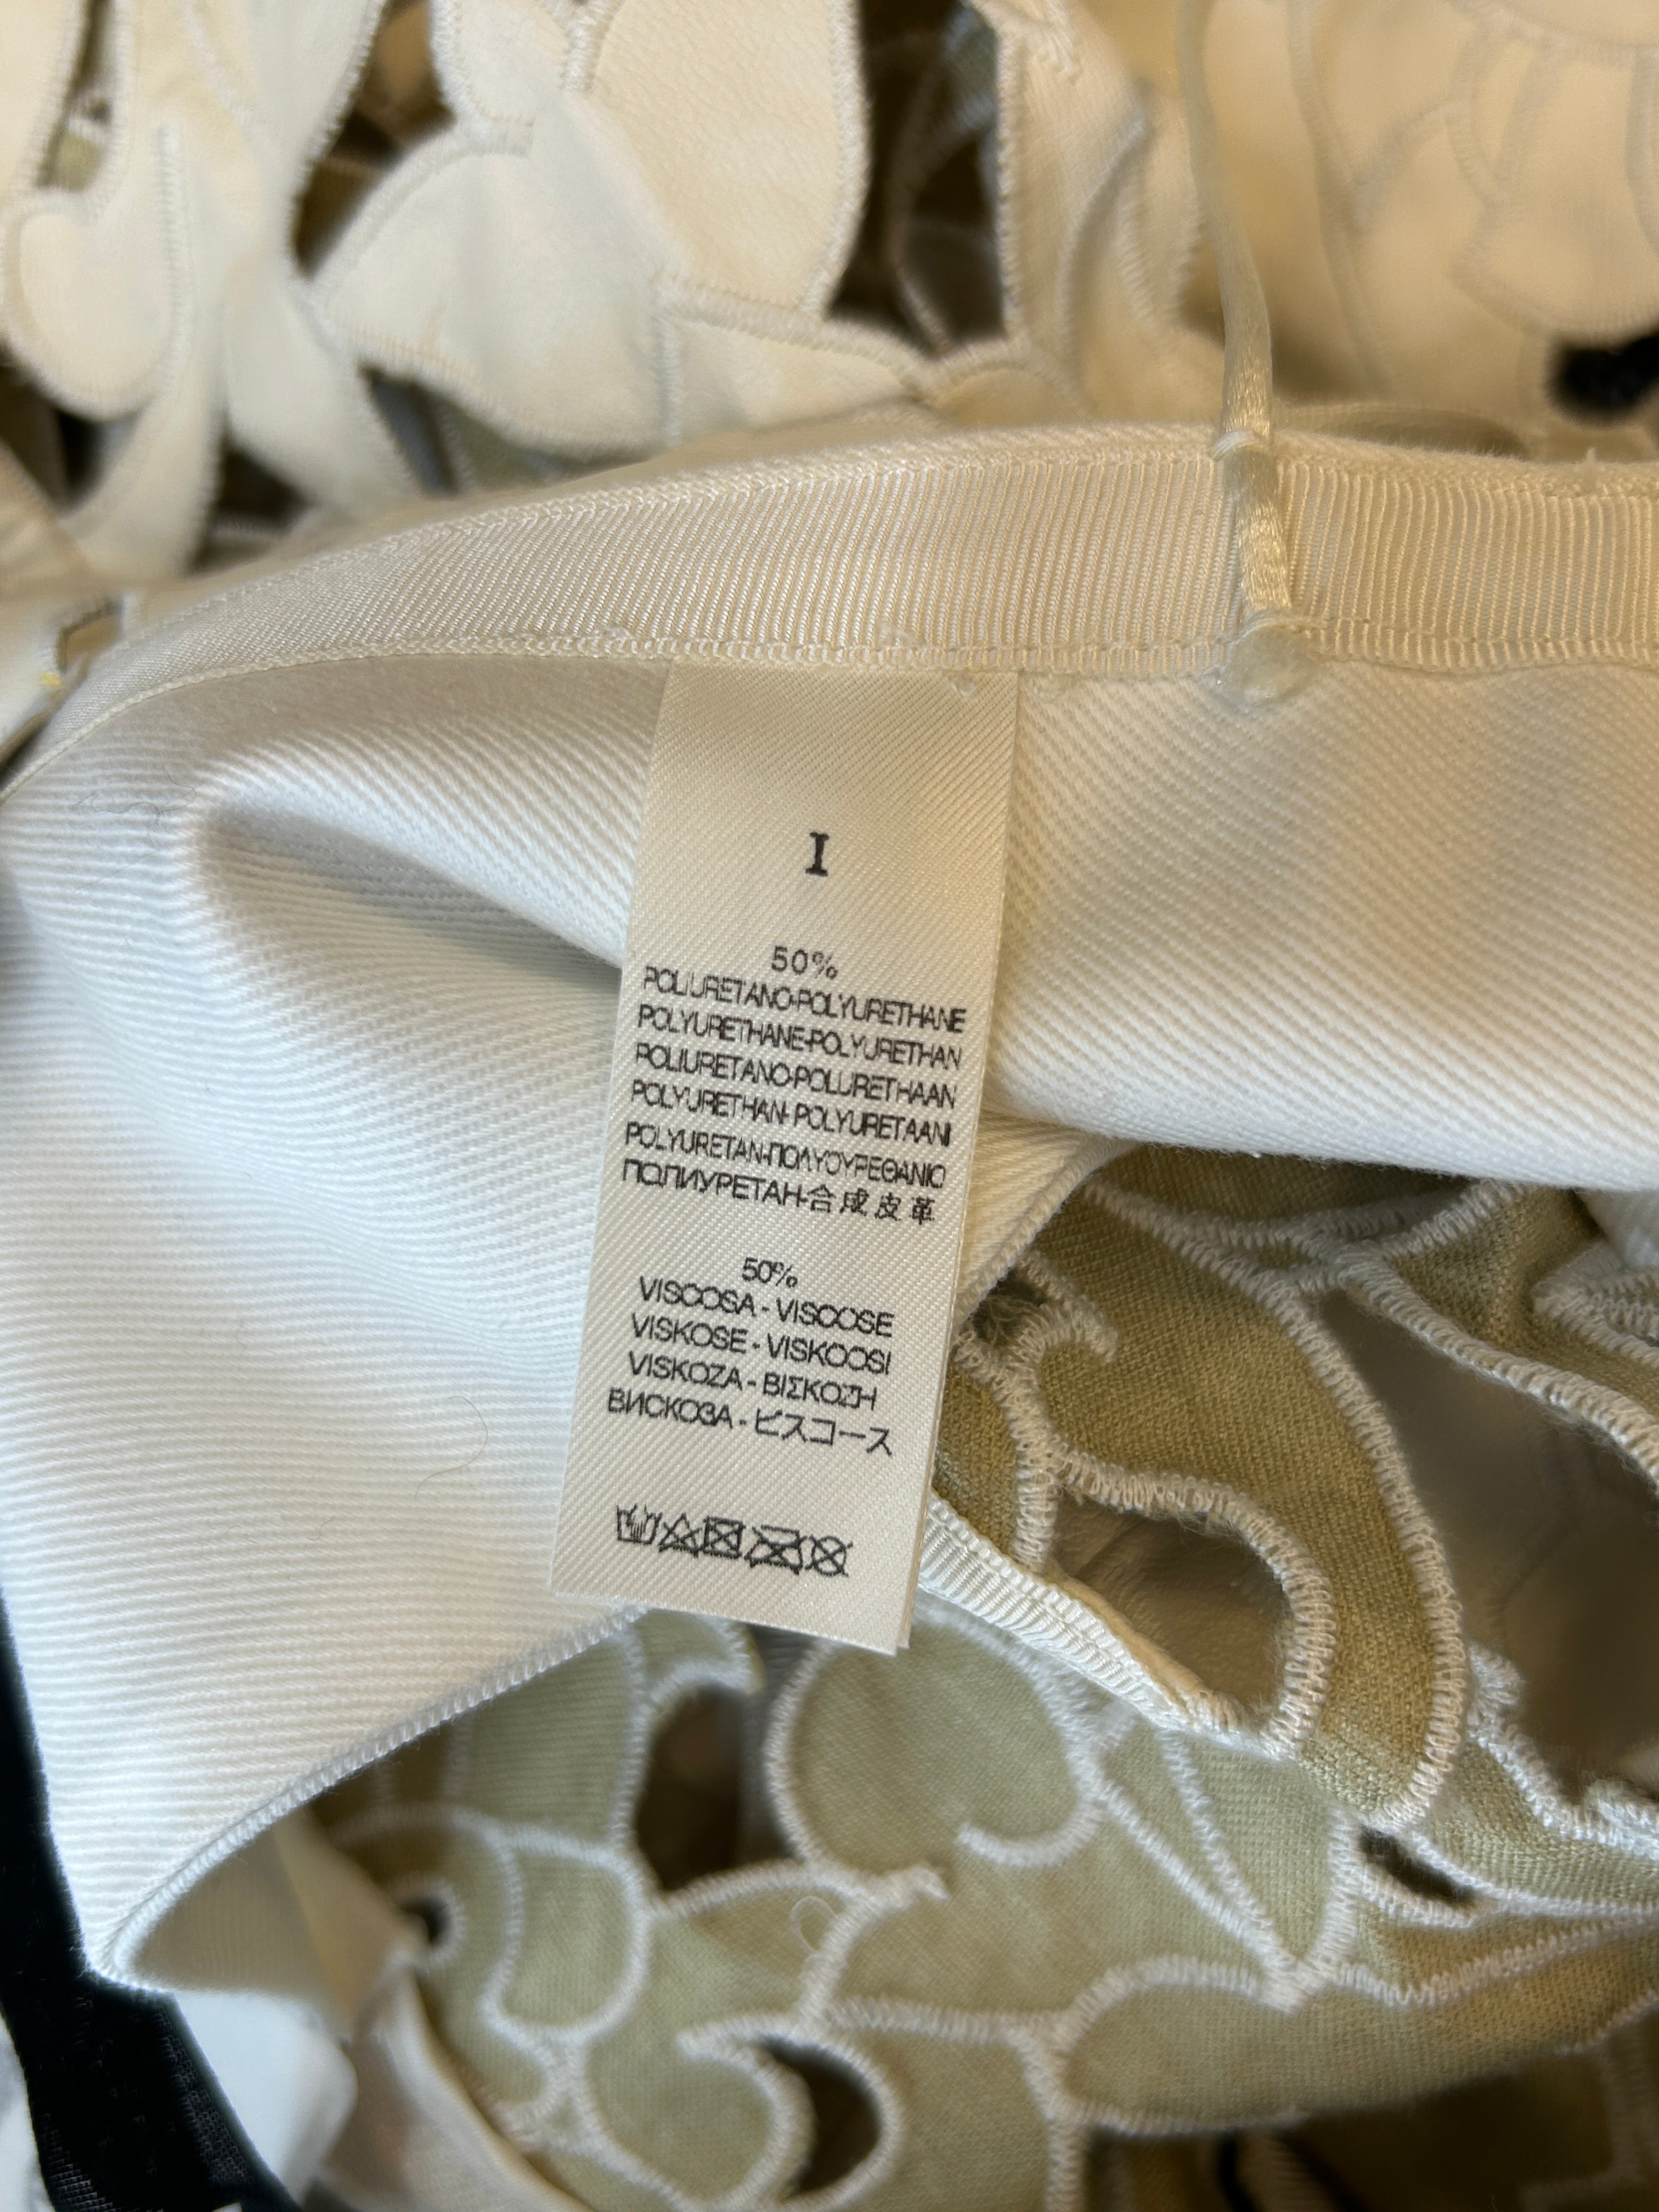 I
50%
POLIURETANO-POLYURETHANE
POLYURETHANE-POLYURETHAN
POLIURETANO-POLIURETHAAN
POLYURETHAN- POLYURETAANI
POLYURETAN-ΠΟΛΥΟΥΡΕΘΑΝΙΟ
ПОЛИУРЕТАН-合成皮革
50%
VISCOSA - VISCOSE
VISKOSE - VISKOOSI
VISKOZA - ΒΙΣΚΟΖΗ
ВИСКОЗА - ビスコース